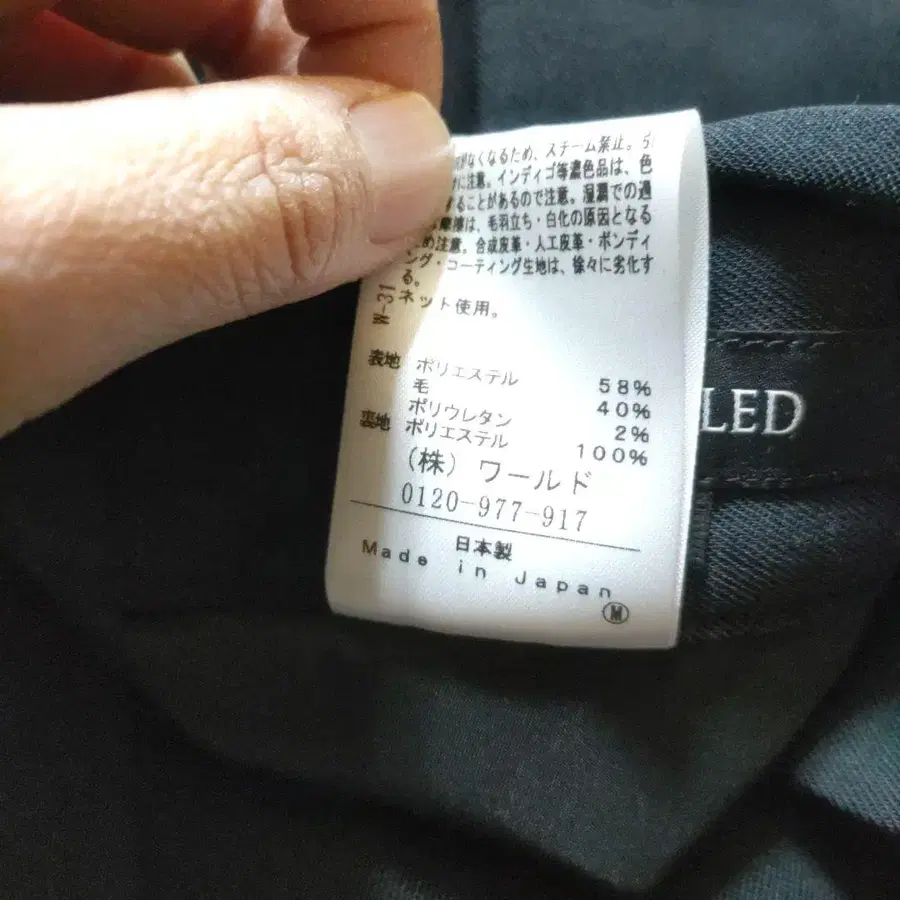 なくなるため、スチーム禁止。
に注意。インディゴ等濃色品は、色
することがあるので注意。湿潤での過
摩擦は、毛羽立ち・白化の原因となる
ため注意。合成皮革・人工皮革・ボンディ
ング・コーティング生地は、徐々に劣化す
る。
ネット使用。
W-31
表地 ポリエステル 58%
毛 40%
ポリウレタン 2%
裏地 ポリエステル 100%
(株) ワールド
0120-977-917
日本製
Made in Japan
M
LED